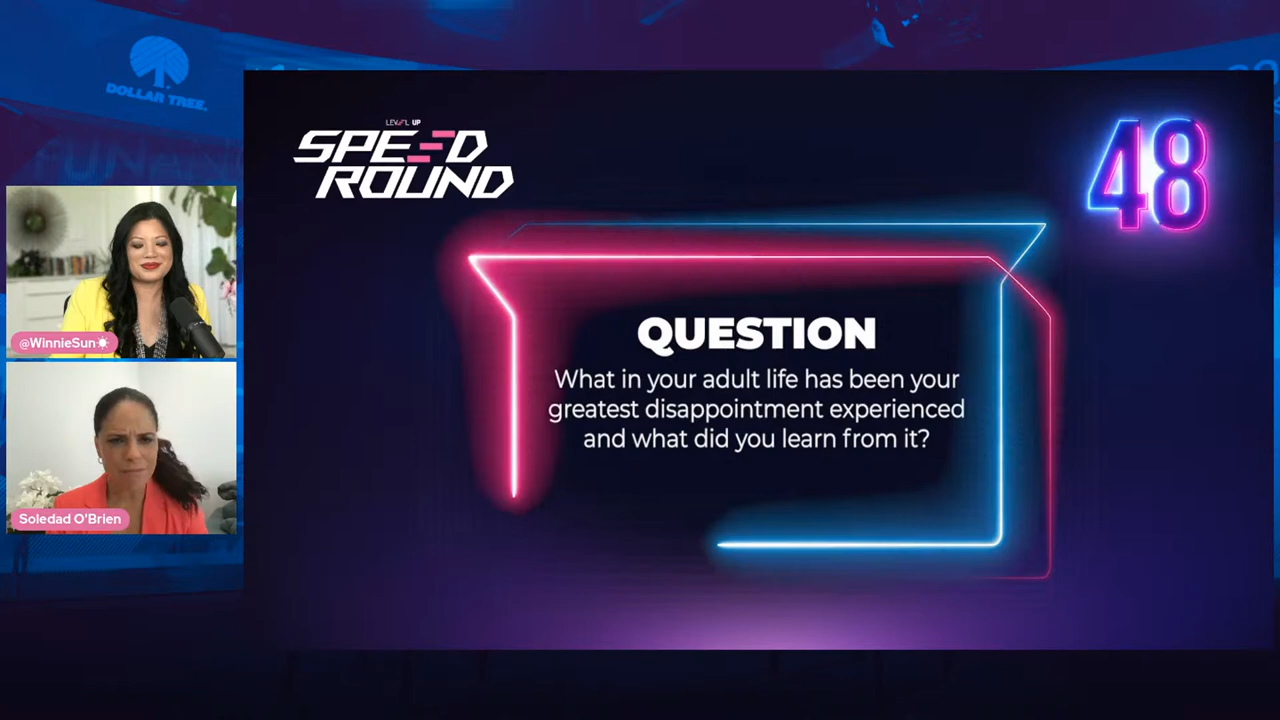 DOLLAR TREE
LEVEL UP
SPEED
ROUND
48
@WinnieSun☀
Soledad O'Brien
QUESTION
What in your adult life has been your
greatest disappointment experienced
and what did you learn from it?